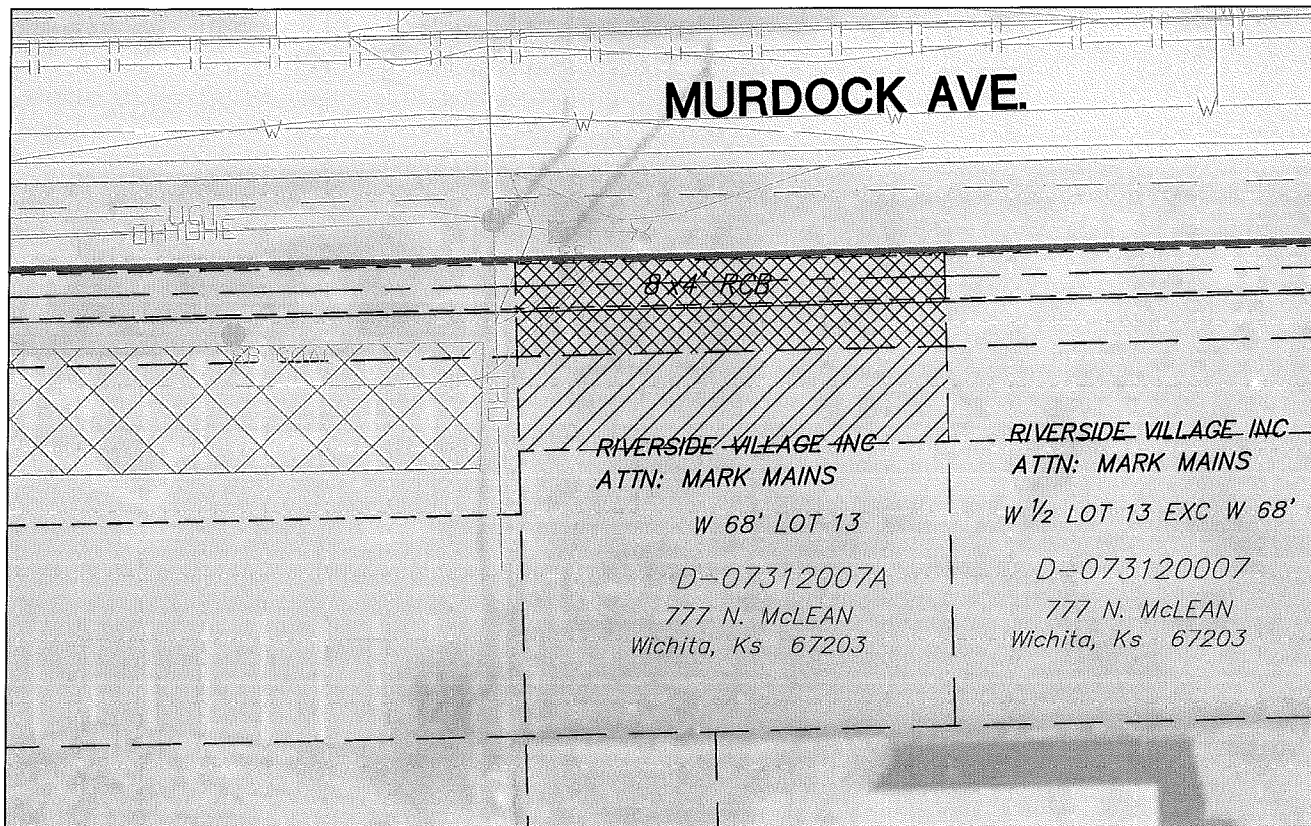 MURDOCK AVE.
W W W W
8'x4' RCB
RIVERSIDE VILLAGE INC
ATTN: MARK MAINS
W 68' LOT 13
D-07312007A
777 N. McLEAN
Wichita, Ks 67203
RIVERSIDE VILLAGE INC
ATTN: MARK MAINS
W ½ LOT 13 EXC W 68'
D-073120007
777 N. McLEAN
Wichita, Ks 67203